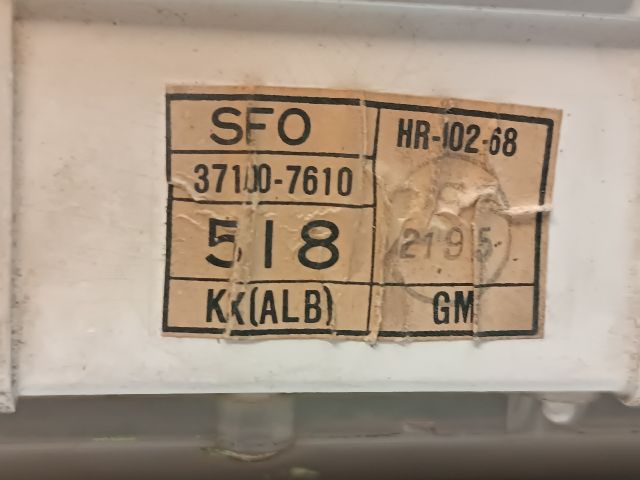 SFO
HR-102-68
37100-7610
518
2195
KK(ALB)
GM